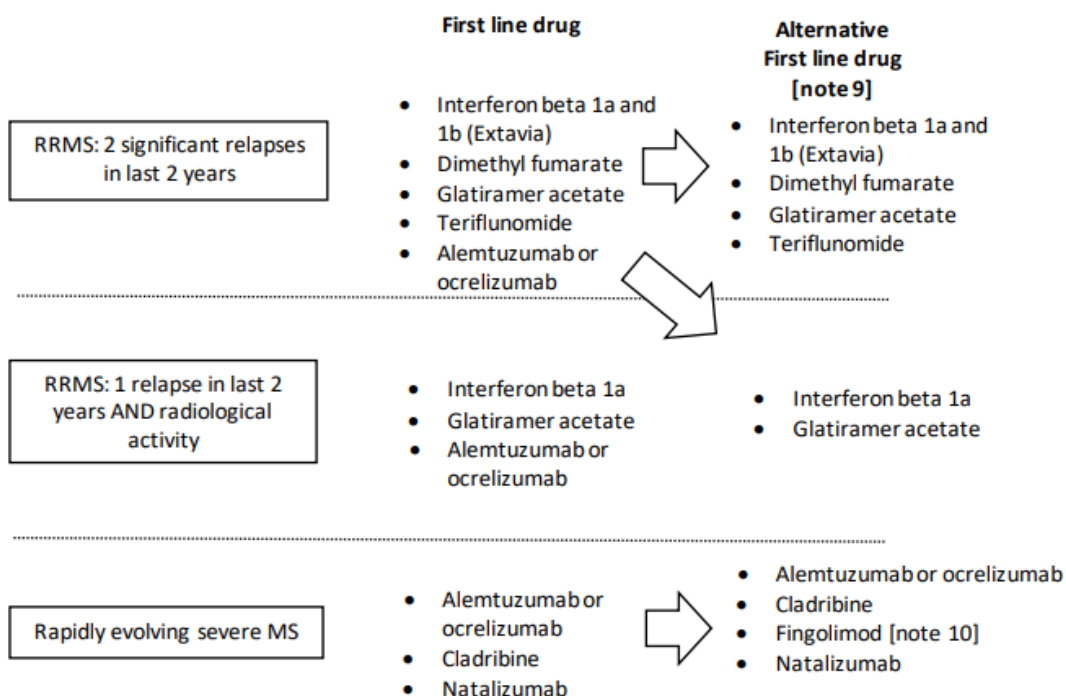 First line drug
Alternative
First line drug
[note 9]
RRMS: 2 significant relapses
in last 2 years
• Interferon beta 1a and
1b (Extavia)
• Dimethyl fumarate
• Glatiramer acetate
• Teriflunomide
• Alemtuzumab or
ocrelizumab
• Interferon beta 1a and
1b (Extavia)
• Dimethyl fumarate
• Glatiramer acetate
• Teriflunomide
RRMS: 1 relapse in last 2
years AND radiological
activity
• Interferon beta 1a
• Glatiramer acetate
• Alemtuzumab or
ocrelizumab
• Interferon beta 1a
• Glatiramer acetate
Rapidly evolving severe MS
• Alemtuzumab or
ocrelizumab
• Cladribine
• Natalizumab
• Alemtuzumab or ocrelizumab
• Cladribine
• Fingolimod [note 10]
• Natalizumab